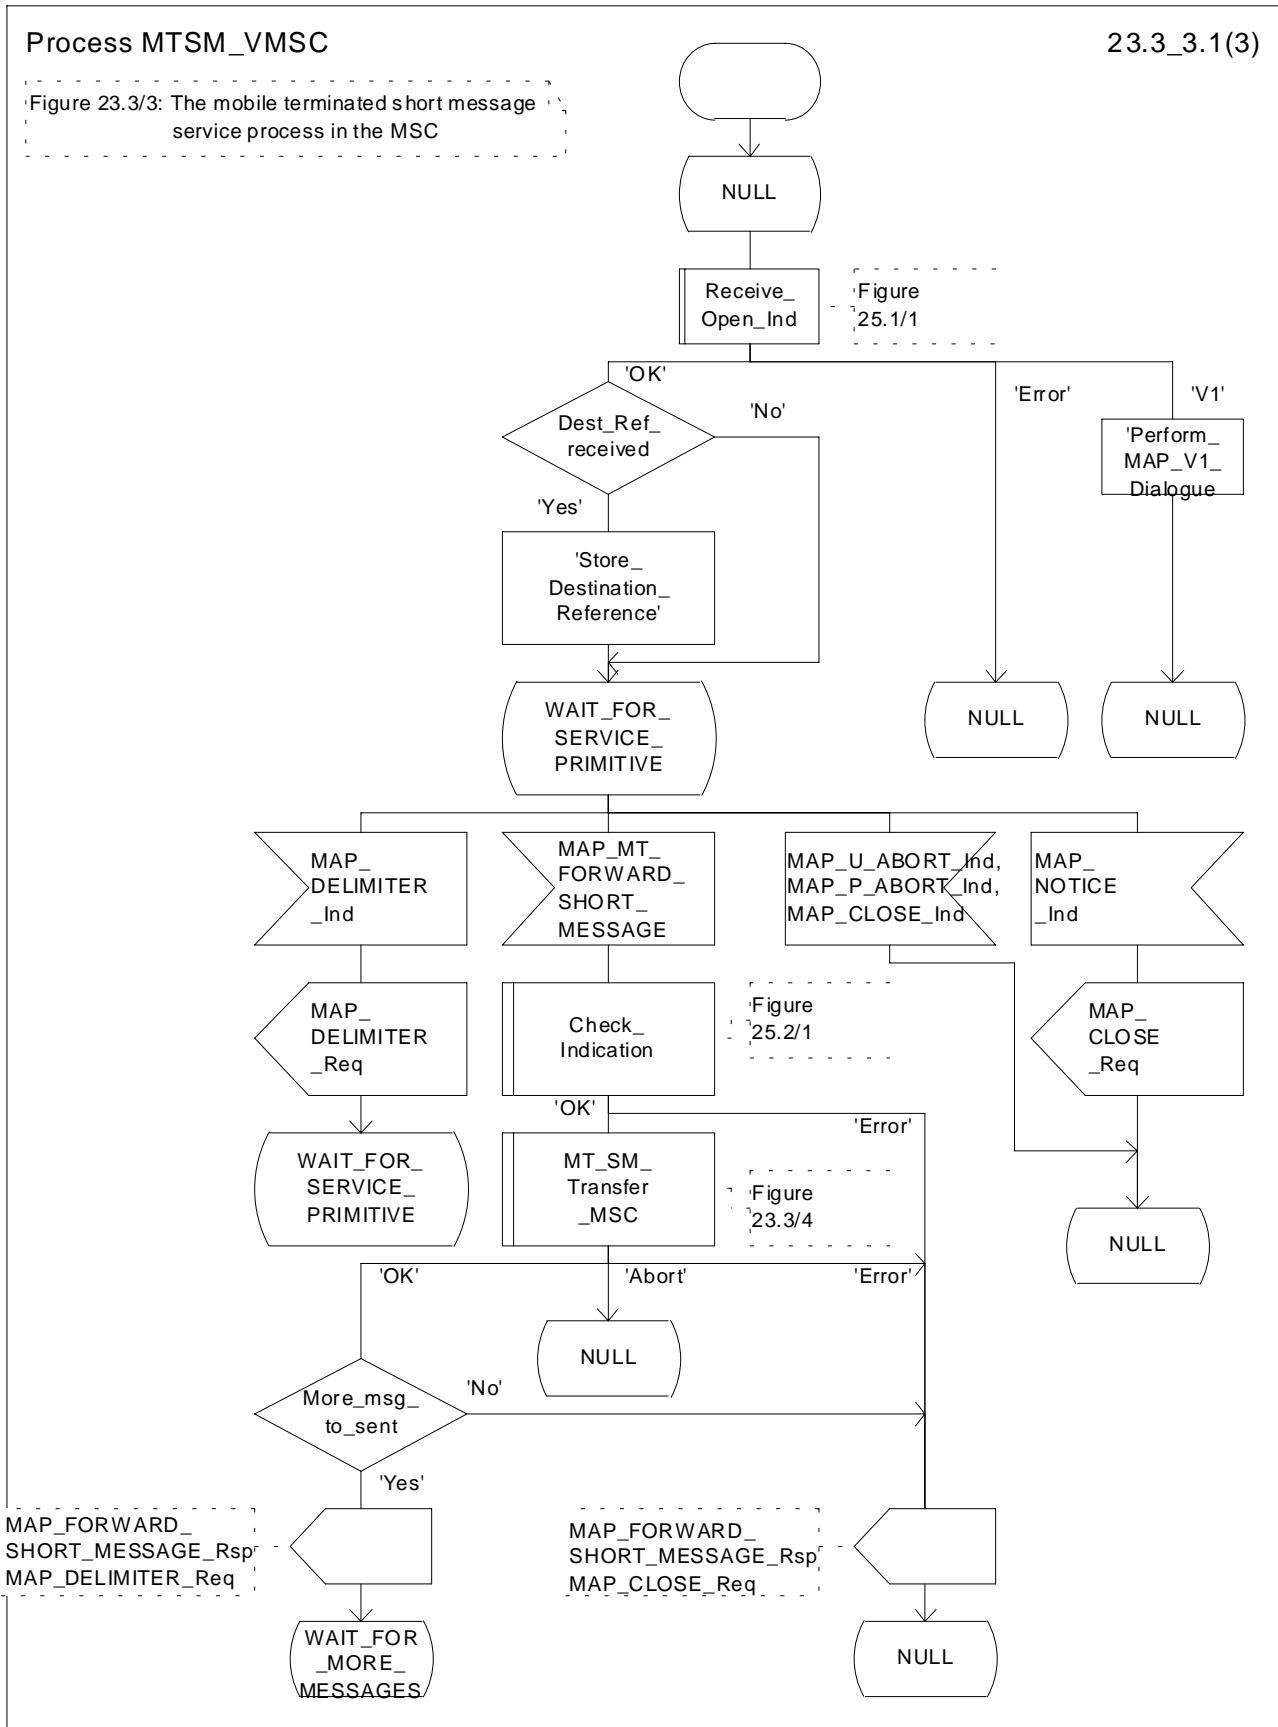 Process MTSM_VMSC
23.3_3.1(3)
Figure 23.3/3: The mobile terminated short message
service process in the MSC
NULL
Receive_
Open_Ind
Figure
25.1/1
'OK'
'Error'
'V1'
Dest_Ref_
received
'No'
'Perform_
MAP_V1_
Dialogue
'Yes'
'Store_
Destination_
Reference'
WAIT_FOR_
SERVICE_
PRIMITIVE
NULL
NULL
MAP_
DELIMITER
_Ind
MAP_MT_
FORWARD_
SHORT_
MESSAGE
MAP_U_ABORT_Ind,
MAP_P_ABORT_Ind,
MAP_CLOSE_Ind
MAP_
NOTICE
_Ind
MAP_
DELIMITER
_Req
Check_
Indication
Figure
25.2/1
MAP_
CLOSE
_Req
'OK'
'Error'
WAIT_FOR_
SERVICE_
PRIMITIVE
MT_SM_
Transfer
_MSC
Figure
23.3/4
NULL
'OK'
'Abort'
'Error'
NULL
More_msg_
to_sent
'No'
'Yes'
MAP_FORWARD_
SHORT_MESSAGE_Rsp
MAP_DELIMITER_Req
MAP_FORWARD_
SHORT_MESSAGE_Rsp
MAP_CLOSE_Req
WAIT_FOR
_MORE_
MESSAGES
NULL